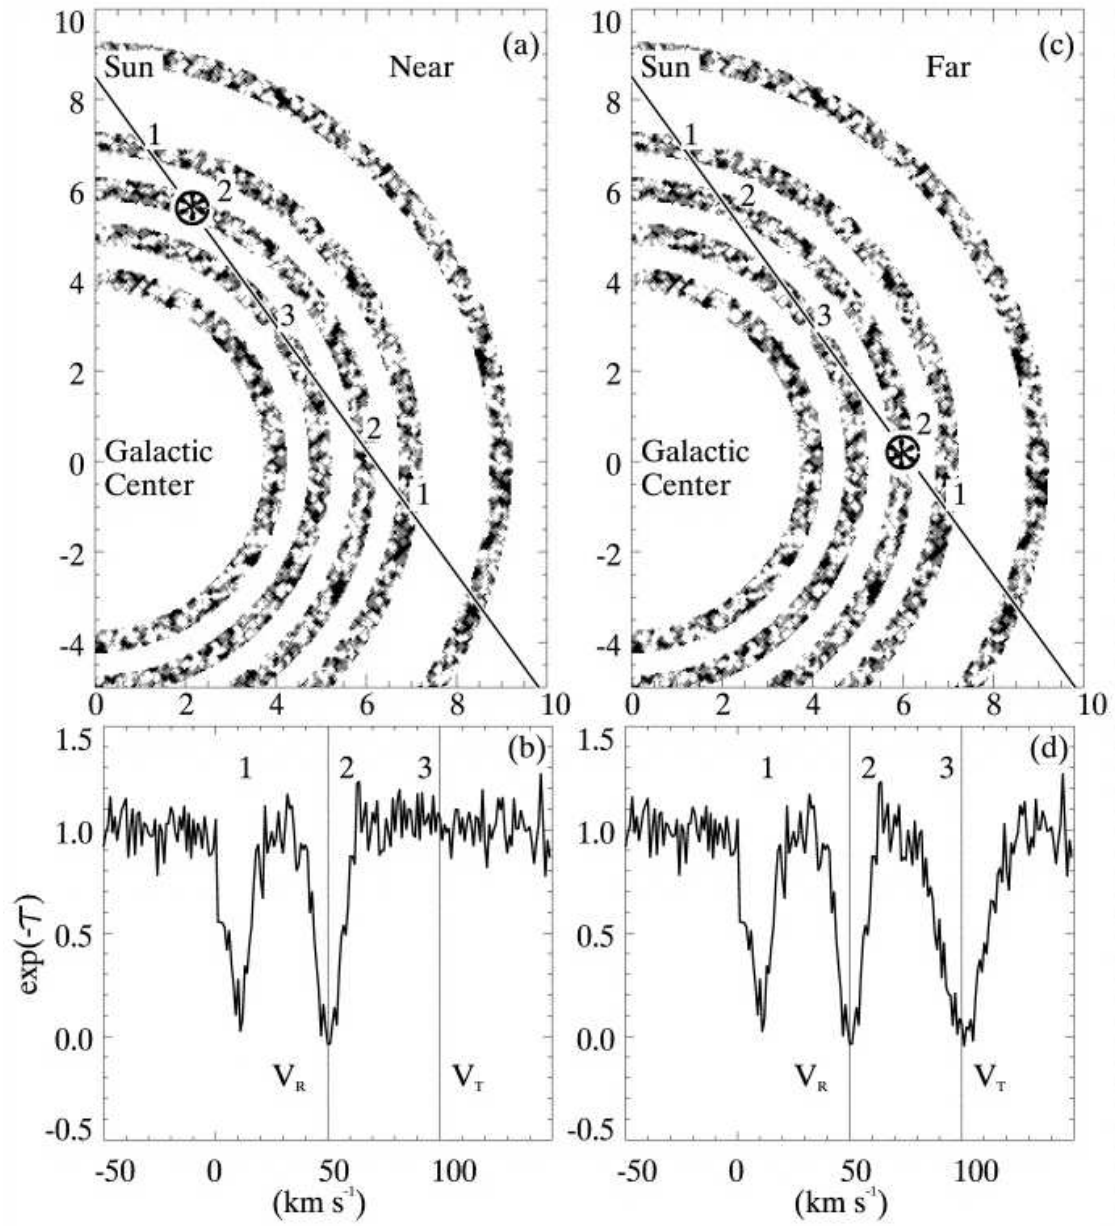 10 (a) 10 (c)
Sun Near Sun Far
8 8
1 1
6 2 6 2
4 4
3 3
2 2
2 2
Galactic Galactic
0 0
Center Center
1 1
-2 -2
-4 -4
0 2 4 6 8 10 0 2 4 6 8 10
1.5 (b) 1.5 (d)
1 2 3 1 2 3
1.0 1.0
exp(-τ)
0.5 0.5
0.0 0.0
V_R V_T V_R V_T
-0.5 -0.5
-50 0 50 100 -50 0 50 100
(km s⁻¹) (km s⁻¹)